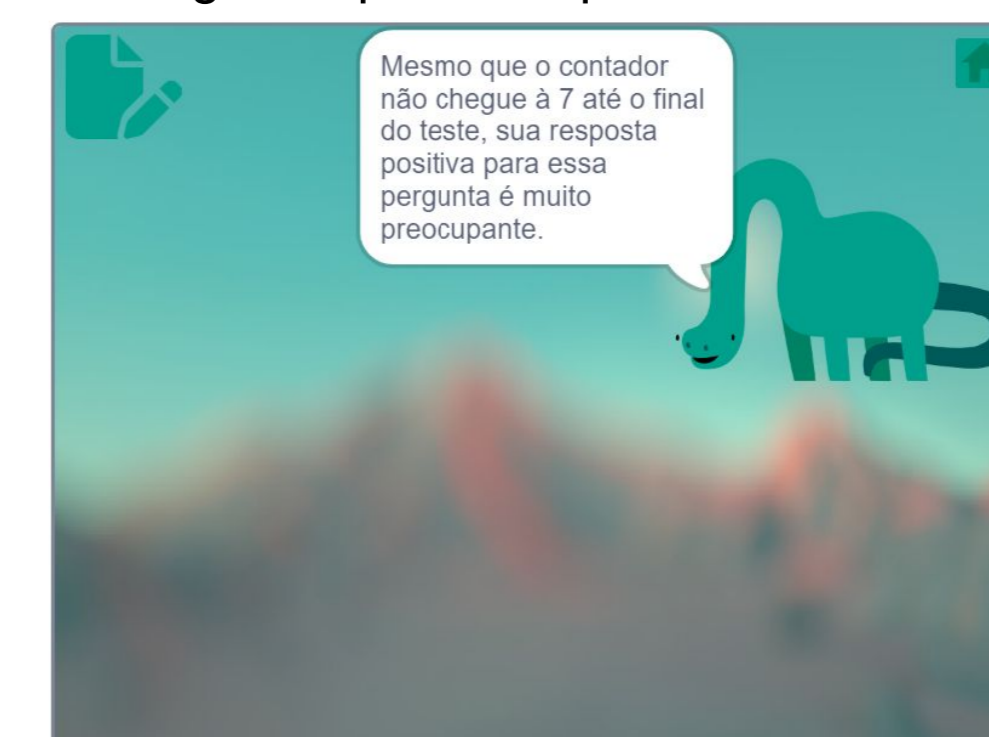 Mesmo que o contador
não chegue à 7 até o final
do teste, sua resposta
positiva para essa
pergunta é muito
preocupante.